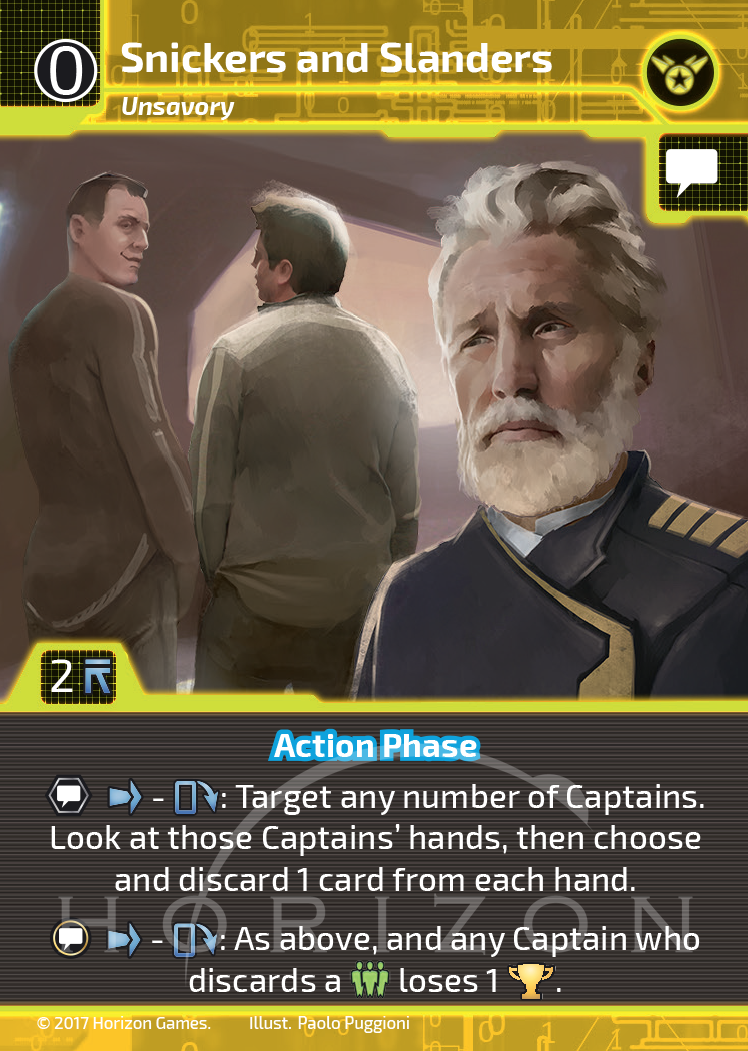 0
Snickers and Slanders
Unsavory
2
Action Phase
- : Target any number of Captains.
Look at those Captains’ hands, then choose
and discard 1 card from each hand.
- : As above, and any Captain who
discards a loses 1 .
HORIZON
© 2017 Horizon Games. Illust. Paolo Puggioni